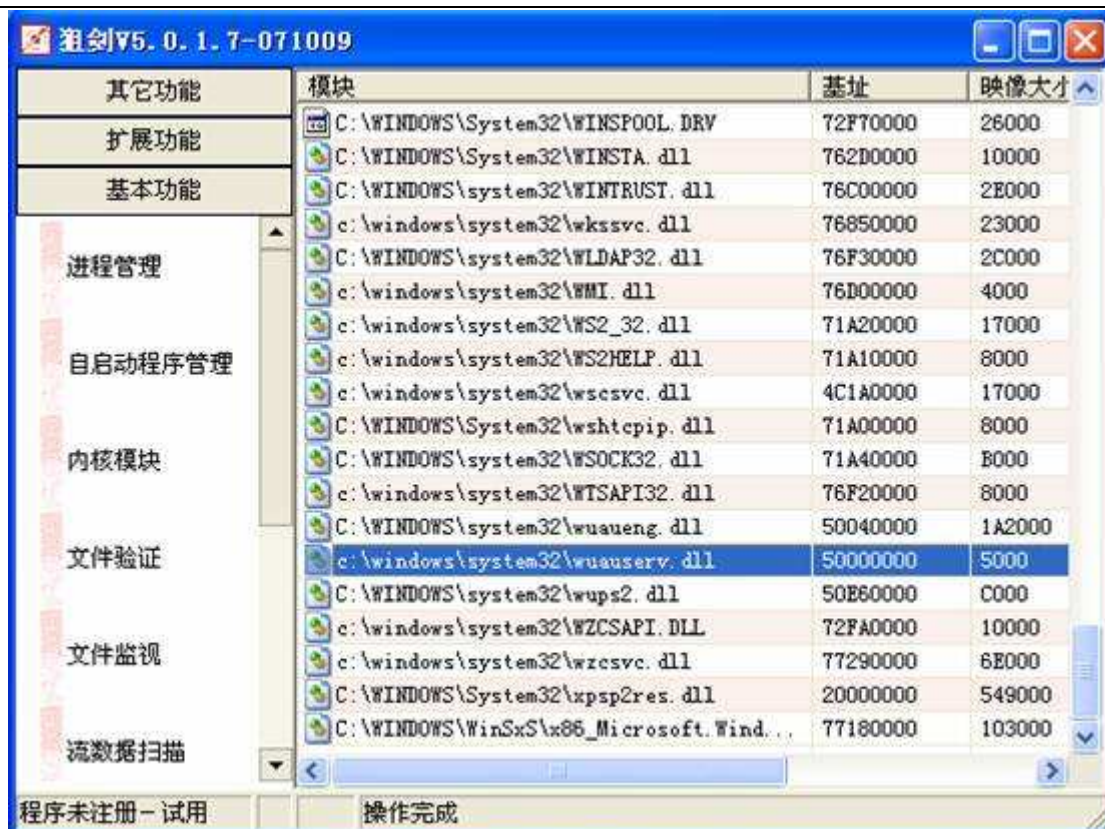 狙剑V5.0.1.7-071009
其它功能
扩展功能
基本功能
进程管理
自启动程序管理
内核模块
文件验证
文件监视
流数据扫描
模块 基址 映像大小
C:\WINDOWS\System32\WINSPOOL.DRV 72F70000 26000
C:\WINDOWS\System32\WINSTA.dll 762D0000 10000
C:\WINDOWS\system32\WINTRUST.dll 76C00000 2E000
c:\windows\system32\wkssvc.dll 76850000 23000
C:\WINDOWS\system32\WLDAP32.dll 76F30000 2C000
c:\windows\system32\WMI.dll 76D00000 4000
c:\windows\system32\WS2_32.dll 71A20000 17000
c:\windows\system32\WS2HELP.dll 71A10000 8000
c:\windows\system32\wscsvc.dll 4C1A0000 17000
C:\WINDOWS\System32\wshtcpip.dll 71A00000 8000
C:\WINDOWS\system32\WSOCK32.dll 71A40000 B000
c:\windows\system32\WTSAPI32.dll 76F20000 8000
C:\WINDOWS\system32\wuaueng.dll 50040000 1A2000
c:\windows\system32\wuauserv.dll 50000000 5000
C:\WINDOWS\system32\wups2.dll 50E60000 C000
c:\windows\system32\WZCSAPI.DLL 72FA0000 10000
c:\windows\system32\wzcsvc.dll 77290000 6E000
C:\WINDOWS\System32\xpsp2res.dll 20000000 549000
C:\WINDOWS\WinSxS\x86_Microsoft.Wind... 77180000 103000
程序未注册-试用 操作完成